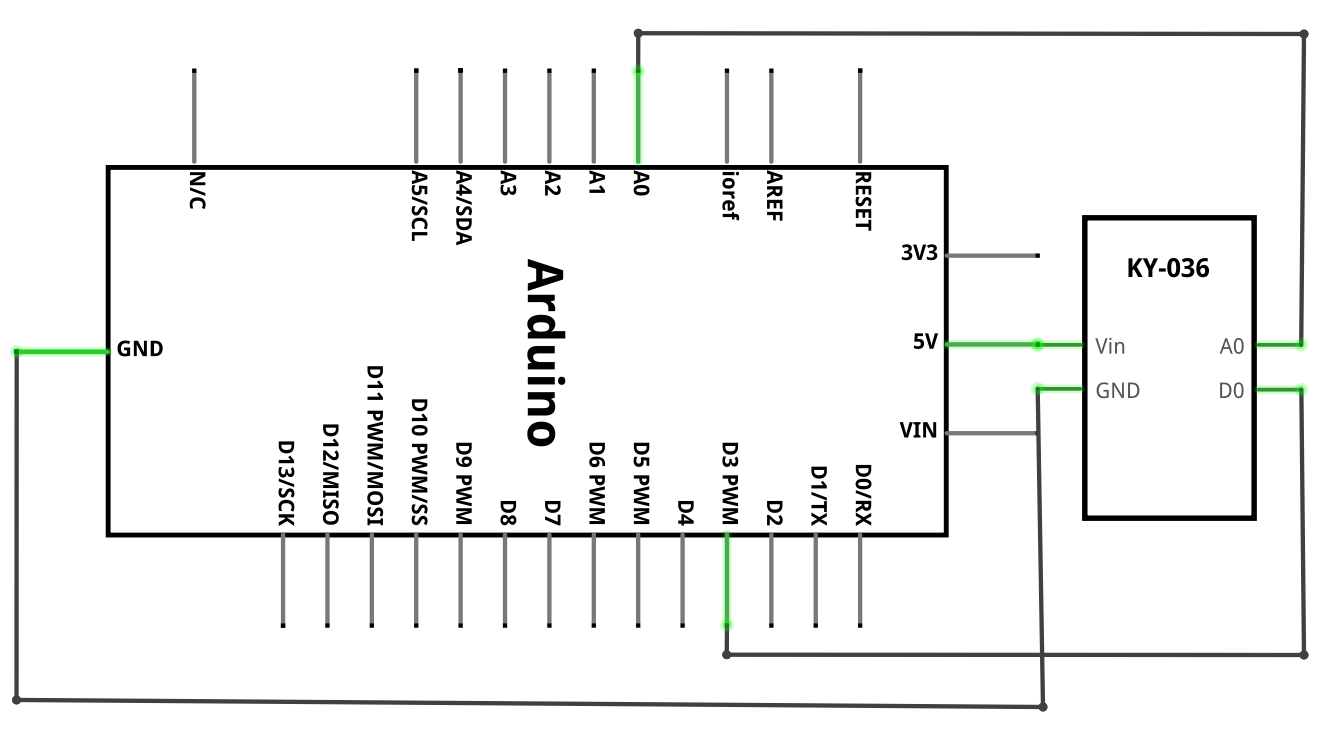 N/C
A5/SCL
A4/SDA
A3
A2
A1
A0
ioref
AREF
RESET
3V3
5V
VIN
GND
Arduino
D13/SCK
D12/MISO
D11 PWM/MOSI
D10 PWM/SS
D9 PWM
D8
D7
D6 PWM
D5 PWM
D4
D3 PWM
D2
D1/TX
D0/RX
KY-036
Vin
A0
GND
D0